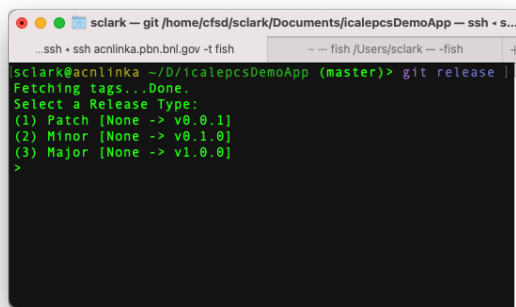 sclark — git /home/cfsd/sclark/Documents/icalepcsDemoApp — ssh ◂ s...
...ssh ◂ ssh acnlinka.pbn.bnl.gov -t fish
~ — fish /Users/sclark — -fish
[sclark@acnlinka ~/D/icalepcsDemoApp (master)> git release ]
Fetching tags...Done.
Select a Release Type:
(1) Patch [None -> v0.0.1]
(2) Minor [None -> v0.1.0]
(3) Major [None -> v1.0.0]
>